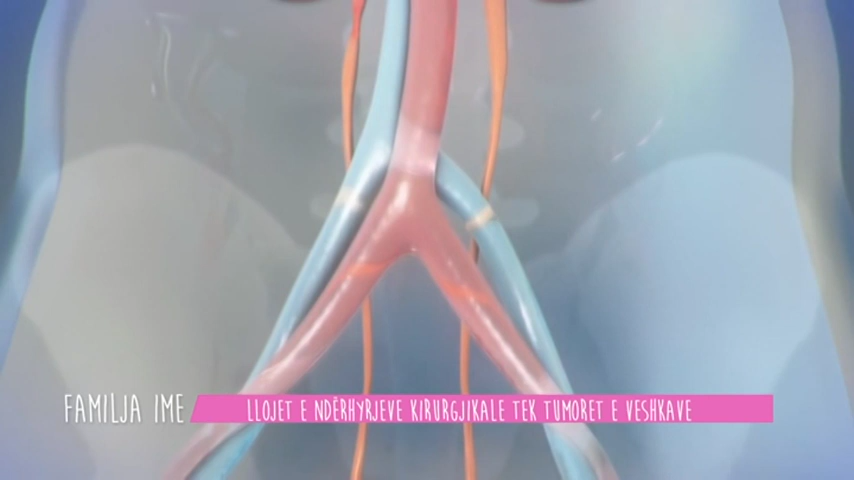 FAMILJA IME
LLOJET E NDËRHYRJEVE KIRURGJIKALE TEK TUMORET E VESHKAVE